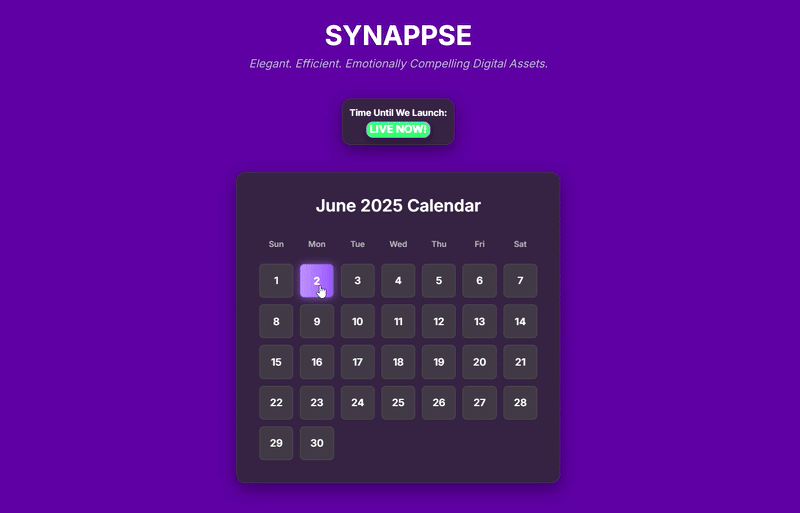 SYNAPPSE
Elegant. Efficient. Emotionally Compelling Digital Assets.
Time Until We Launch:
LIVE NOW!
June 2025 Calendar
Sun Mon Tue Wed Thu Fri Sat
1 2 3 4 5 6 7
8 9 10 11 12 13 14
15 16 17 18 19 20 21
22 23 24 25 26 27 28
29 30